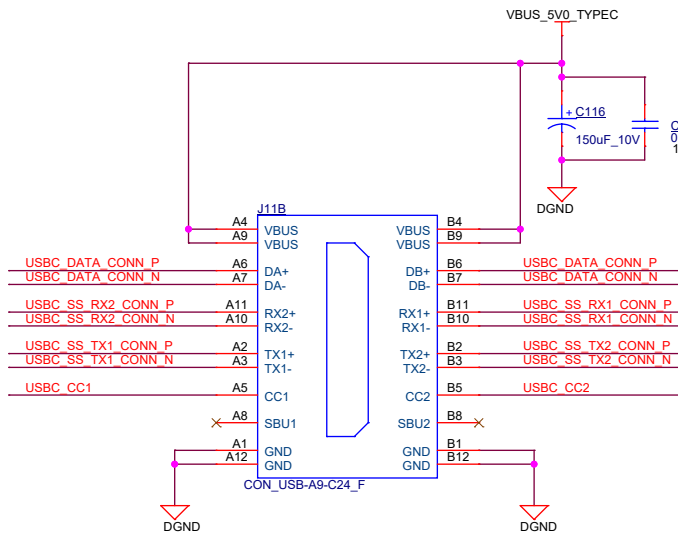 VBUS_5V0_TYPEC
+ C116
150uF_10V
C
0
1
DGND
J11B
A4 VBUS VBUS B4
A9 VBUS VBUS B9
USBC_DATA_CONN_P A6 DA+ DB+ B6 USBC_DATA_CONN_P
USBC_DATA_CONN_N A7 DA- DB- B7 USBC_DATA_CONN_N
USBC_SS_RX2_CONN_P A11 RX2+ RX1+ B11 USBC_SS_RX1_CONN_P
USBC_SS_RX2_CONN_N A10 RX2- RX1- B10 USBC_SS_RX1_CONN_N
USBC_SS_TX1_CONN_P A2 TX1+ TX2+ B2 USBC_SS_TX2_CONN_P
USBC_SS_TX1_CONN_N A3 TX1- TX2- B3 USBC_SS_TX2_CONN_N
USBC_CC1 A5 CC1 CC2 B5 USBC_CC2
A8 SBU1 SBU2 B8
A1 GND GND B1
A12 GND GND B12
CON_USB-A9-C24_F
DGND DGND